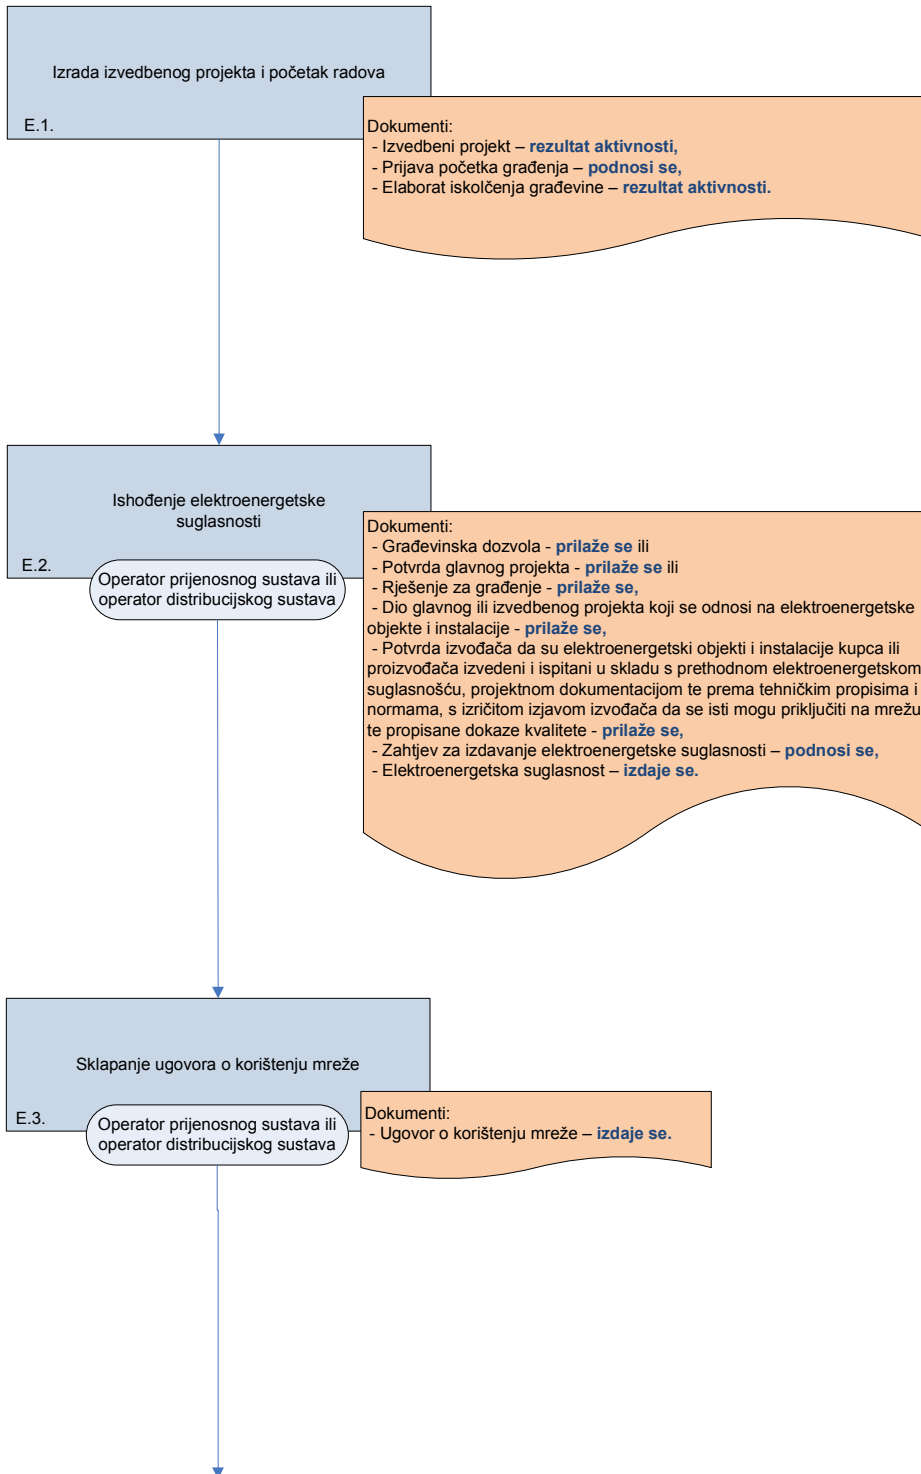 Izrada izvedbenog projekta i početak radova
E.1.
Dokumenti:
- Izvedbeni projekt – rezultat aktivnosti,
- Prijava početka građenja – podnosi se,
- Elaborat iskolčenja građevine – rezultat aktivnosti.
Ishođenje elektroenergetske
suglasnosti
E.2.
Operator prijenosnog sustava ili
operator distribucijskog sustava
Dokumenti:
- Građevinska dozvola - prilaže se ili
- Potvrda glavnog projekta - prilaže se ili
- Rješenje za građenje - prilaže se,
- Dio glavnog ili izvedbenog projekta koji se odnosi na elektroenergetske
objekte i instalacije - prilaže se,
- Potvrda izvođača da su elektroenergetski objekti i instalacije kupca ili
proizvođača izvedeni i ispitani u skladu s prethodnom elektroenergetskom
suglasnošću, projektnom dokumentacijom te prema tehničkim propisima i
normama, s izričitom izjavom izvođača da se isti mogu priključiti na mrežu
te propisane dokaze kvalitete - prilaže se,
- Zahtjev za izdavanje elektroenergetske suglasnosti – podnosi se,
- Elektroenergetska suglasnost – izdaje se.
Sklapanje ugovora o korištenju mreže
E.3.
Operator prijenosnog sustava ili
operator distribucijskog sustava
Dokumenti:
- Ugovor o korištenju mreže – izdaje se.